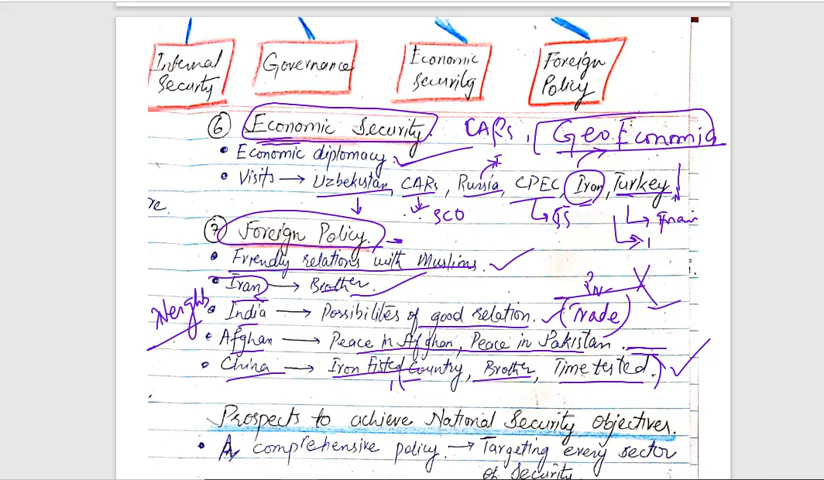 Internal Security
Governance
Economic Security
Foreign Policy
⑥ Economic Security
CARs, Geo Economic
• Economic diplomacy
• Visits → Uzbekistan, CARs, Russia, CPEC, Iran, Turkey
re.
SCO
⑦ Foreign Policy
• Friendly relations with Muslims
• Iran → Brother
• India → Possibilites of good relation. (Trade)
• Afghan → Peace in Afghan, Peace in Pakistan.
• China → Iron Fisted Country, Brother, Time tested.
Prospects to achieve National Security Objectives.
• A comprehensive policy → Targeting every sector
of security